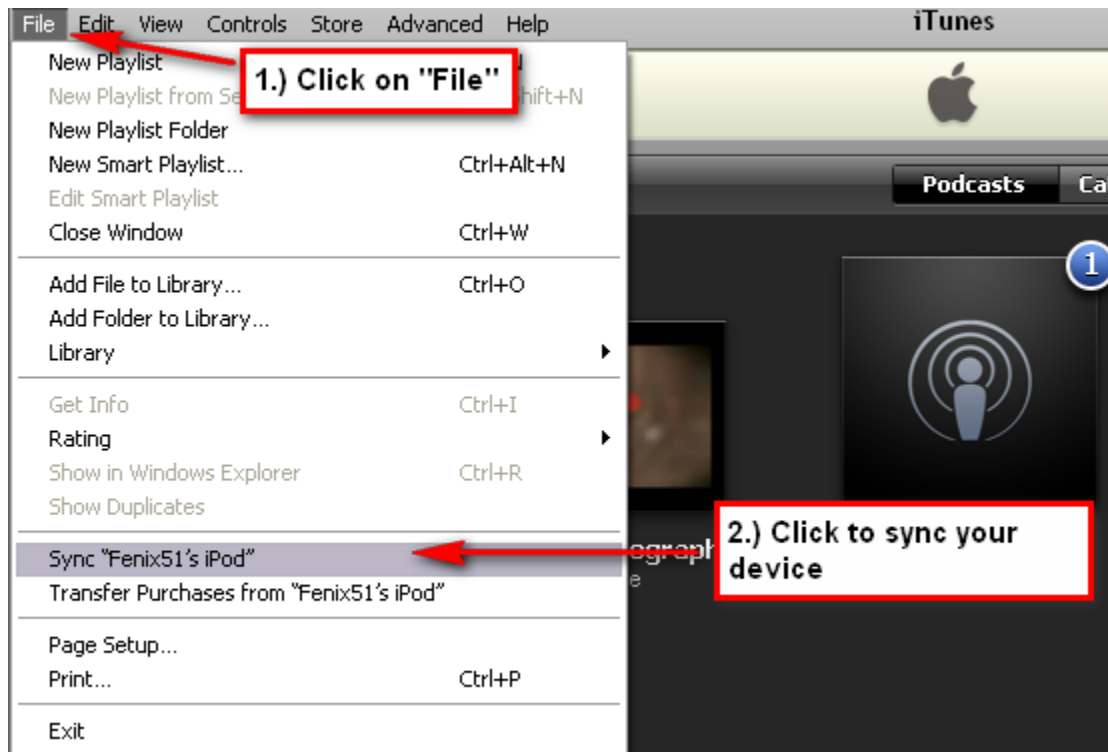 File Edit View Controls Store Advanced Help
iTunes
New Playlist
1.) Click on "File"
New Playlist from Shift+N
New Playlist Folder
New Smart Playlist... Ctrl+Alt+N
Podcasts
Edit Smart Playlist
Close Window Ctrl+W
1
Add File to Library... Ctrl+O
Add Folder to Library...
Library
Get Info Ctrl+I
Rating
Show in Windows Explorer Ctrl+R
Show Duplicates
2.) Click to sync your
device
Sync "Fenix51's iPod"
Transfer Purchases from "Fenix51's iPod"
Page Setup...
Print... Ctrl+P
Exit